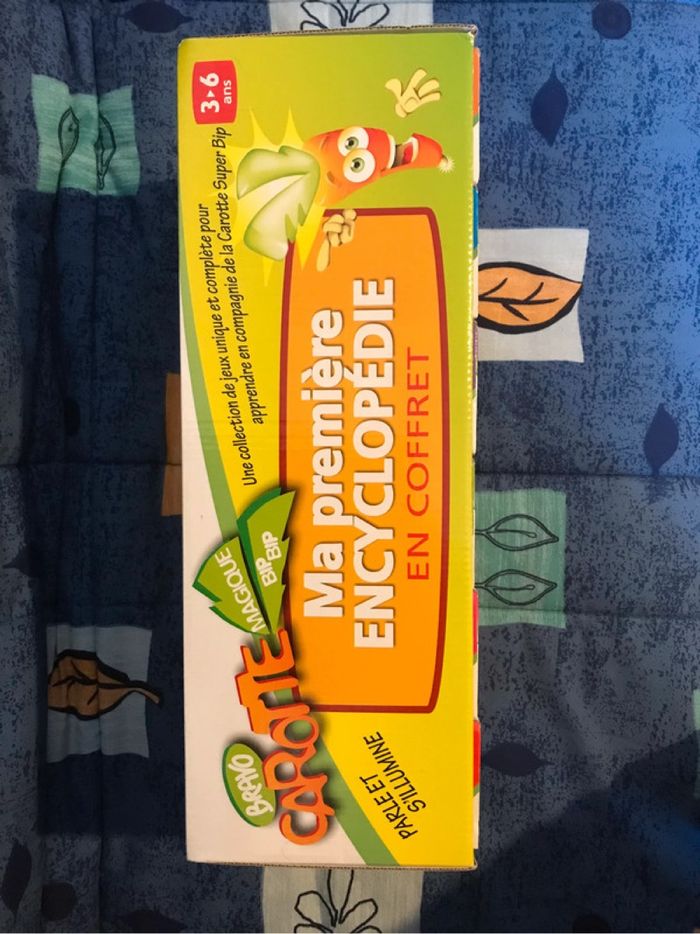 BRAVO
CAROTTE
MAGIQUE
BIP
BIP
Une collection de jeux unique et complète pour
apprendre en compagnie de la Carotte Super Bip
3▸6
ans
Ma première
ENCYCLOPÉDIE
EN COFFRET
PARLE ET
S'ILLUMINE